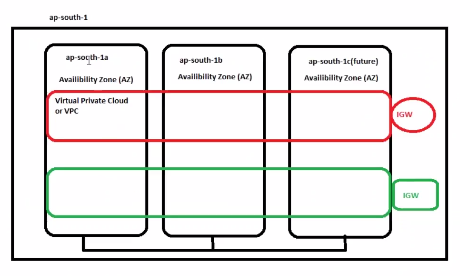 ap-south-1
ap-south-1a
Availibility Zone (AZ)
ap-south-1b
Availibility Zone (AZ)
ap-south-1c(future)
Availibility Zone (AZ)
Virtual Private Cloud
or VPC
IGW
IGW